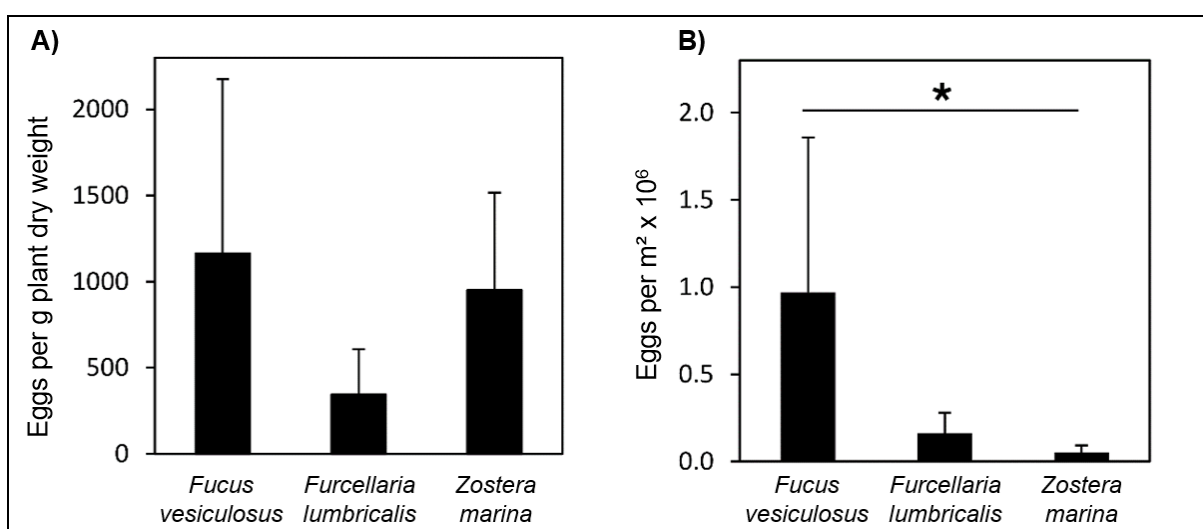 A)
Eggs per g plant dry weight
2000
1500
1000
500
0
Fucus
vesiculosus
Furcellaria
lumbricalis
Zostera
marina
B)
*
Eggs per m² x 10⁶
2.0
1.5
1.0
0.5
0.0
Fucus
vesiculosus
Furcellaria
lumbricalis
Zostera
marina